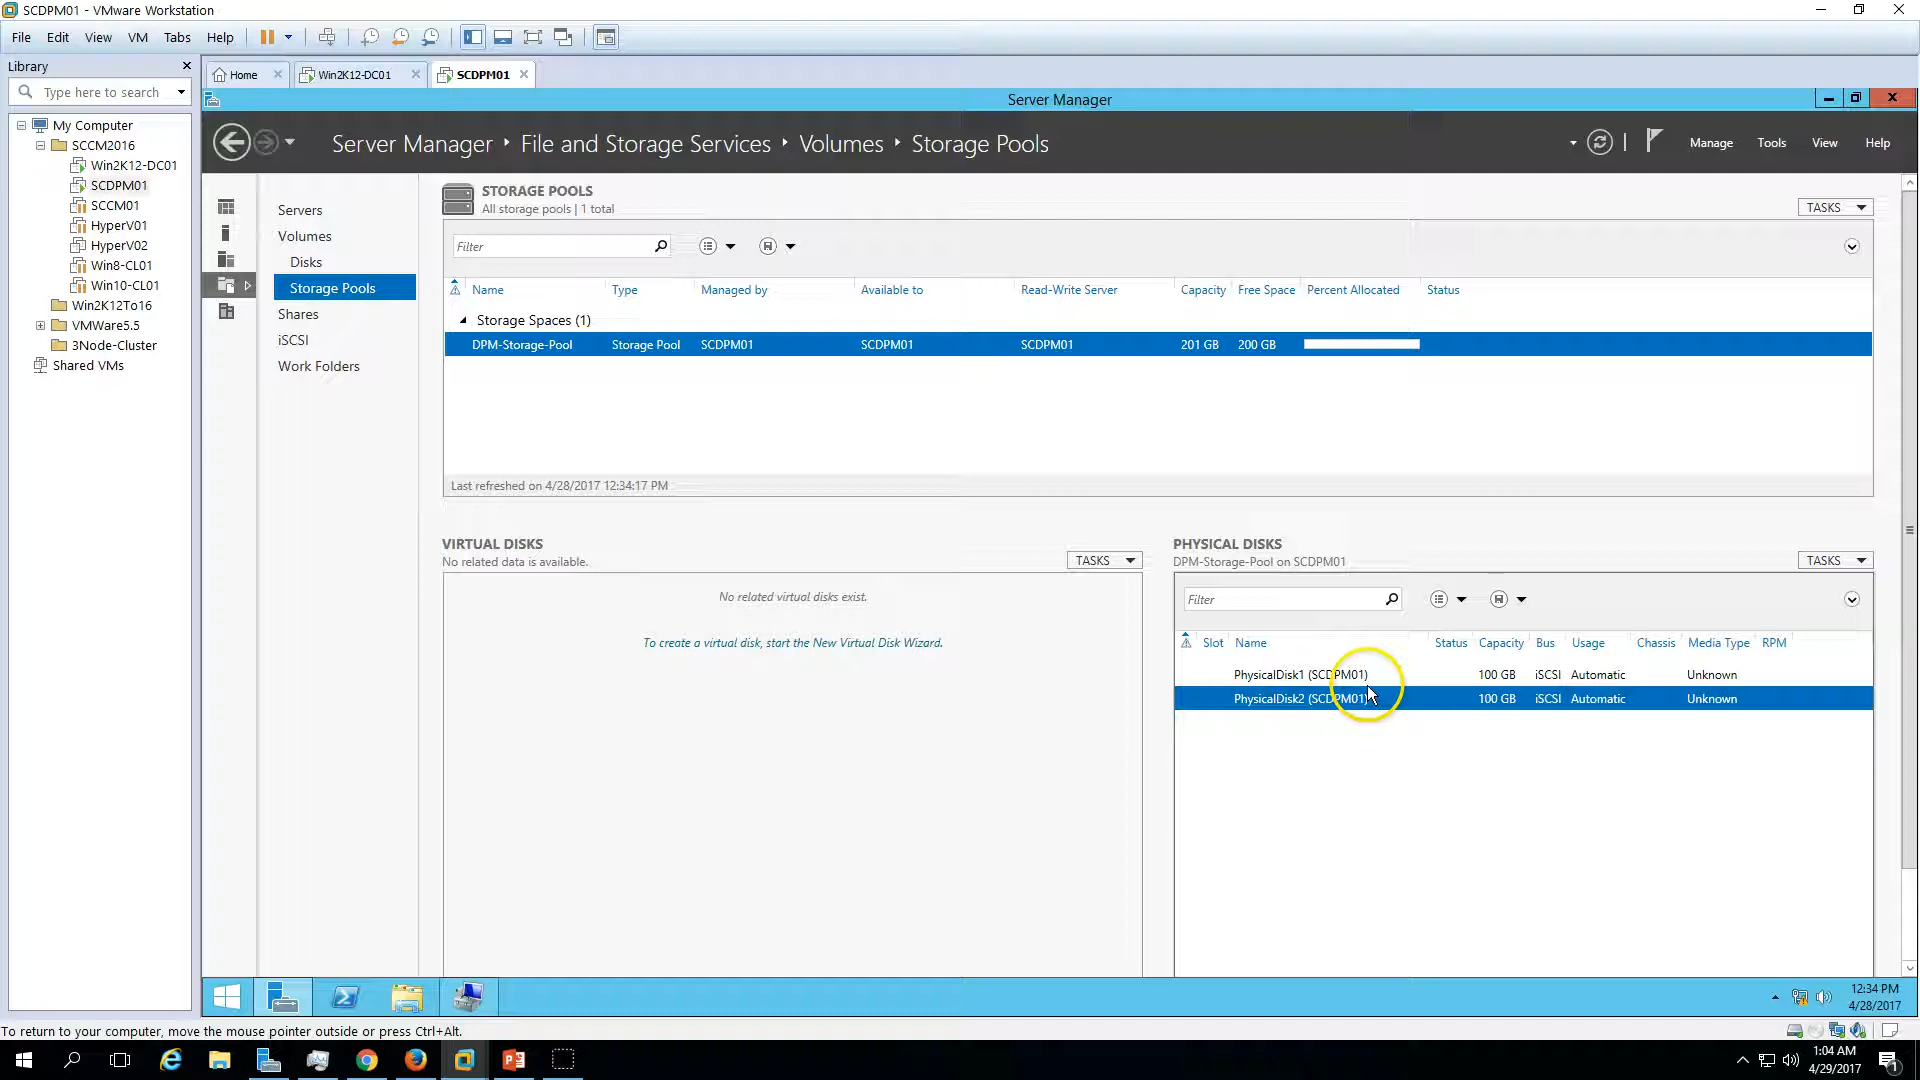 SCDPM01 - VMware Workstation
File Edit View VM Tabs Help
Library
Type here to search
My Computer
SCCM2016
Win2K12-DC01
SCDPM01
SCCM01
HyperV01
HyperV02
Win8-CL01
Win10-CL01
Win2K12To16
VMWare5.5
3Node-Cluster
Shared VMs
Home Win2K12-DC01 SCDPM01
Server Manager
Server Manager File and Storage Services Volumes Storage Pools
Manage Tools View Help
Servers
Volumes
Disks
Storage Pools
Shares
iSCSI
Work Folders
STORAGE POOLS
All storage pools | 1 total
TASKS
Filter
Name Type Managed by Available to Read-Write Server Capacity Free Space Percent Allocated Status
Storage Spaces (1)
DPM-Storage-Pool Storage Pool SCDPM01 SCDPM01 SCDPM01 201 GB 200 GB
Last refreshed on 4/28/2017 12:34:17 PM
VIRTUAL DISKS
No related data is available.
TASKS
No related virtual disks exist.
To create a virtual disk, start the New Virtual Disk Wizard.
PHYSICAL DISKS
DPM-Storage-Pool on SCDPM01
TASKS
Filter
Slot Name Status Capacity Bus Usage Chassis Media Type RPM
PhysicalDisk1 (SCDPM01) 100 GB iSCSI Automatic Unknown
PhysicalDisk2 (SCDPM01) 100 GB iSCSI Automatic Unknown
12:34 PM
4/28/2017
To return to your computer, move the mouse pointer outside or press Ctrl+Alt.
1:04 AM
4/29/2017
1